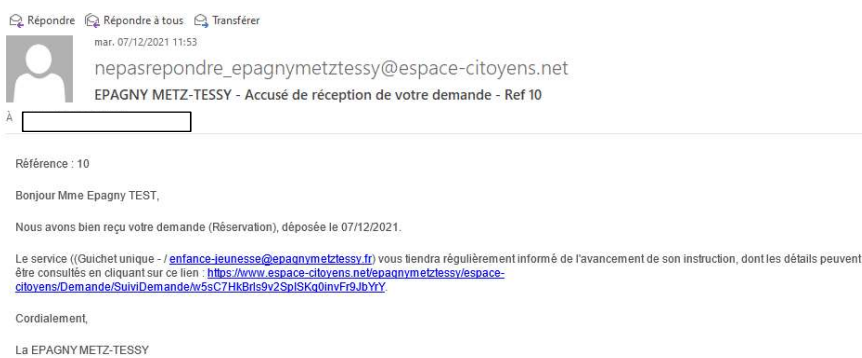 Répondre Répondre à tous Transférer
mar. 07/12/2021 11:53
nepasrepondre_epagnymetztessy@espace-citoyens.net
EPAGNY METZ-TESSY - Accusé de réception de votre demande - Ref 10
À
Référence : 10
Bonjour Mme Epagny TEST,
Nous avons bien reçu votre demande (Réservation), déposée le 07/12/2021.
Le service ((Guichet unique - / enfance-jeunesse@epagnymetztessy.fr) vous tiendra régulièrement informé de l'avancement de son instruction, dont les détails peuvent
être consultés en cliquant sur ce lien : https://www.espace-citoyens.net/epagnymetztessy/espace-
citoyens/Demande/SuiviDemande/w5sC7HkBrIs9v2SpISKq0invFr9JbYrY.
Cordialement,
La EPAGNY METZ-TESSY